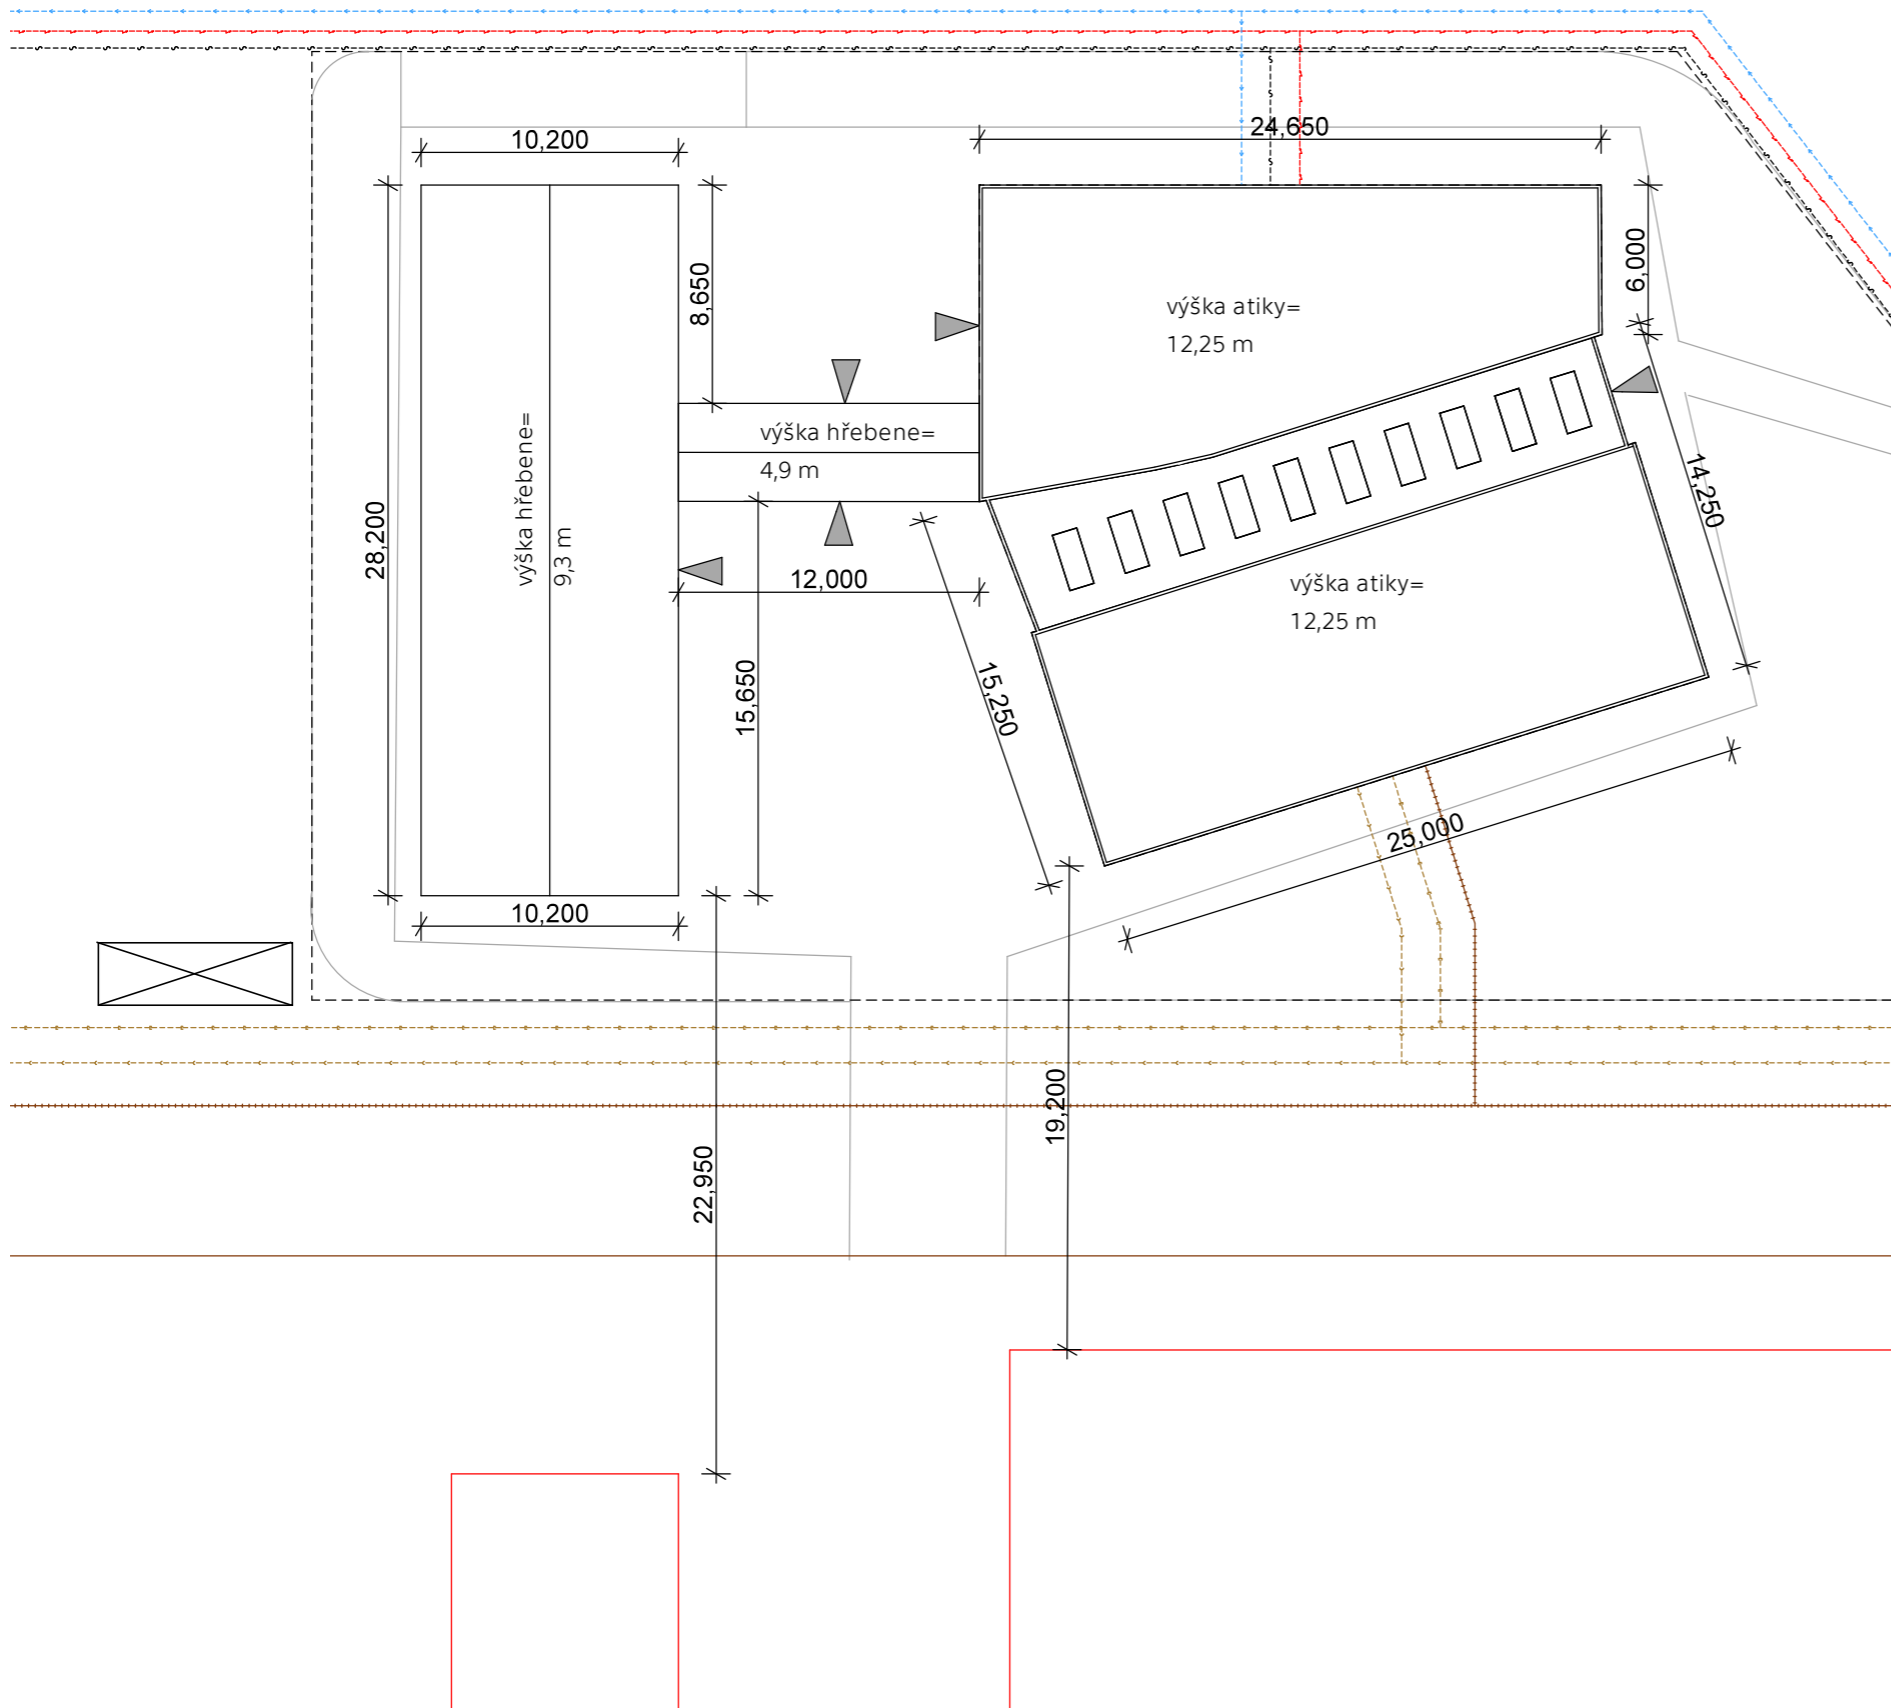 10,200
24,650
8,650
6,000
výška atiky=
12,25 m
výška hřebene=
4,9 m
výška hřebene=
9,3 m
28,200
14,250
12,000
výška atiky=
12,25 m
15,650
15,250
25,000
10,200
19,200
22,950